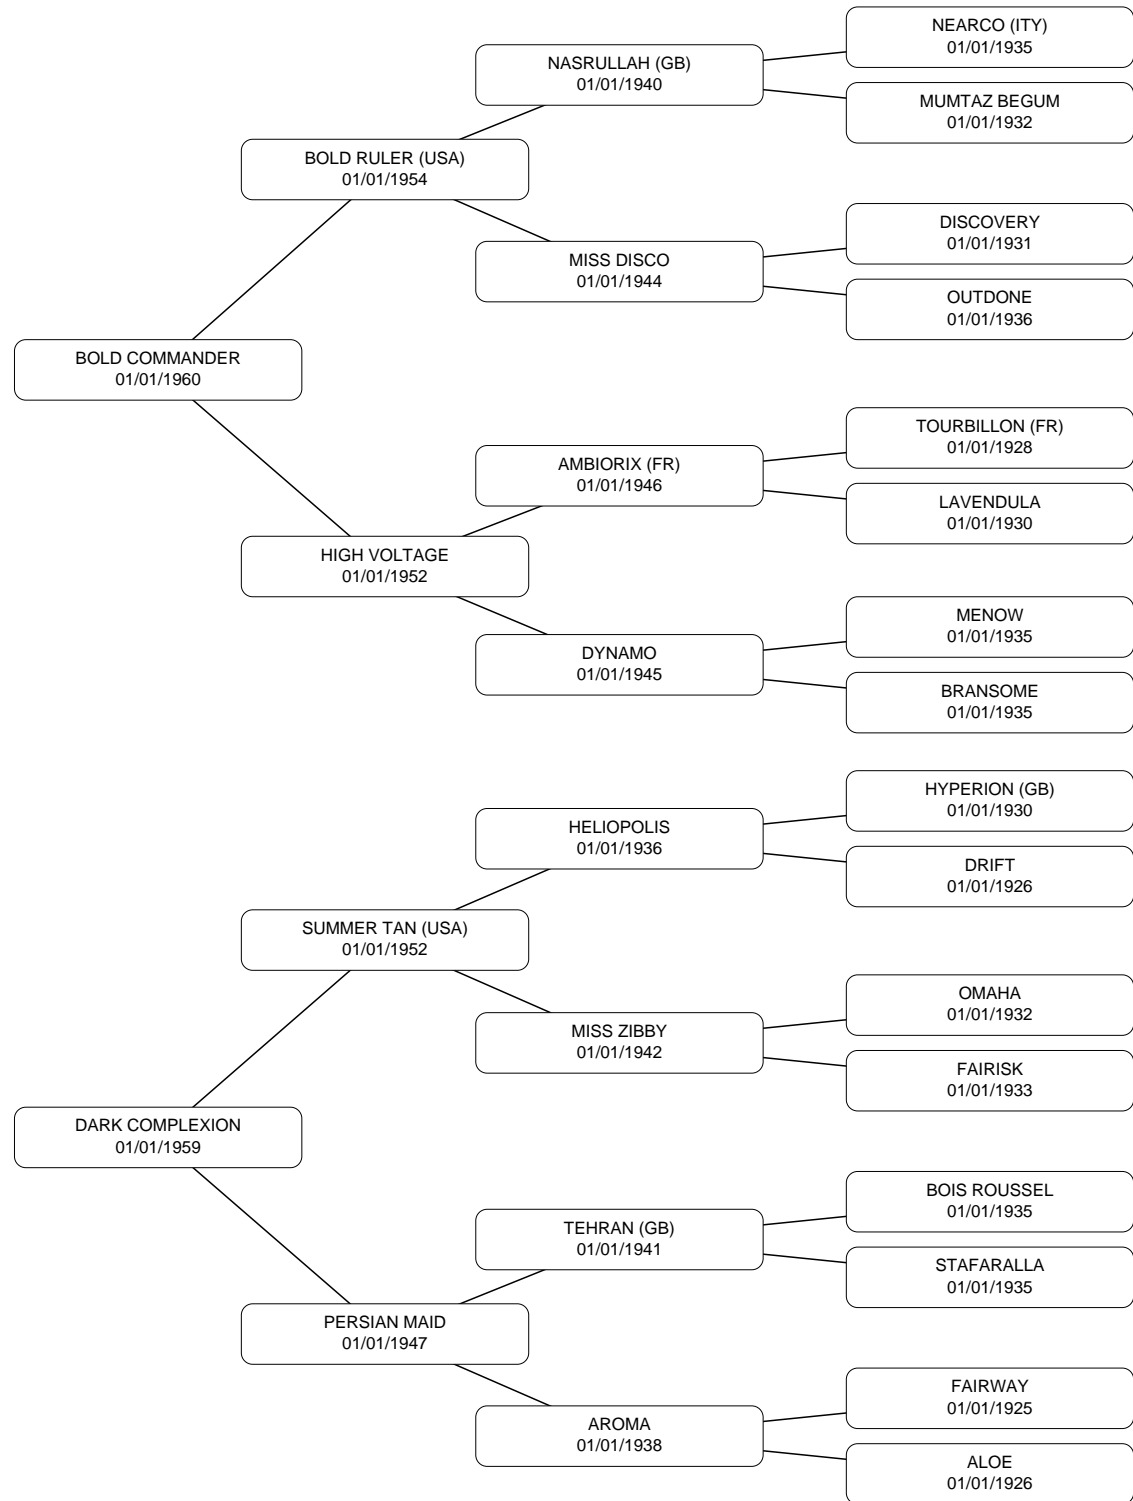 NEARCO (ITY)
01/01/1935
NASRULLAH (GB)
01/01/1940
MUMTAZ BEGUM
01/01/1932
BOLD RULER (USA)
01/01/1954
DISCOVERY
01/01/1931
MISS DISCO
01/01/1944
OUTDONE
01/01/1936
BOLD COMMANDER
01/01/1960
TOURBILLON (FR)
01/01/1928
AMBIORIX (FR)
01/01/1946
LAVENDULA
01/01/1930
HIGH VOLTAGE
01/01/1952
MENOW
01/01/1935
DYNAMO
01/01/1945
BRANSOME
01/01/1935
HYPERION (GB)
01/01/1930
HELIOPOLIS
01/01/1936
DRIFT
01/01/1926
SUMMER TAN (USA)
01/01/1952
OMAHA
01/01/1932
MISS ZIBBY
01/01/1942
FAIRISK
01/01/1933
DARK COMPLEXION
01/01/1959
BOIS ROUSSEL
01/01/1935
TEHRAN (GB)
01/01/1941
STAFARALLA
01/01/1935
PERSIAN MAID
01/01/1947
FAIRWAY
01/01/1925
AROMA
01/01/1938
ALOE
01/01/1926